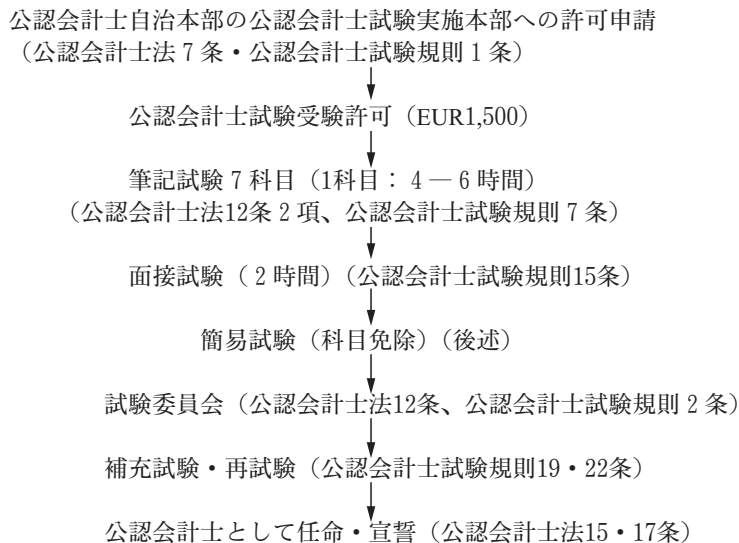 公認会計士自治本部の公認会計士試験実施本部への許可申請
（公認会計士法7条・公認会計士試験規則1条）
公認会計士試験受験許可（EUR1,500）
筆記試験7科目（1科目：4―6時間）
（公認会計士法12条2項、公認会計士試験規則7条）
面接試験（2時間）（公認会計士試験規則15条）
簡易試験（科目免除）（後述）
試験委員会（公認会計士法12条、公認会計士試験規則2条）
補充試験・再試験（公認会計士試験規則19・22条）
公認会計士として任命・宣誓（公認会計士法15・17条）